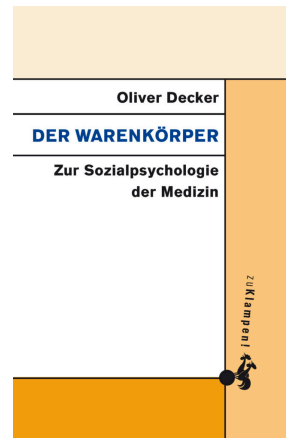 Oliver Decker
DER WARENKÖRPER
Zur Sozialpsychologie
der Medizin
zu Klampen!